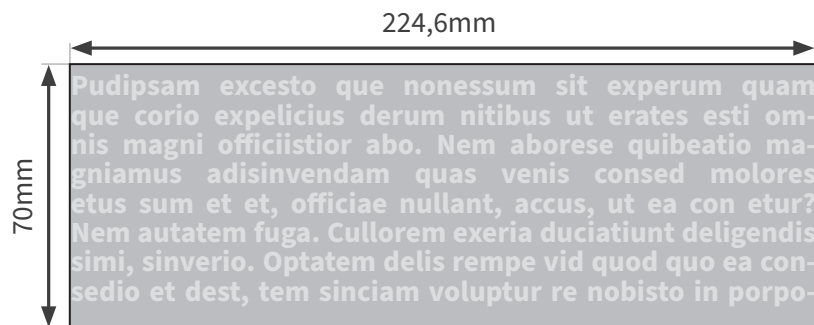 224,6mm
70mm
Pudipsam excesto que nonessum sit experum quam
que corio expelicius derum nitibus ut erates esti om-
nis magni officiistior abo. Nem aborese quibeatio ma-
gniamus adisinvendam quas venis consed molores
etus sum et et, officiae nullant, accus, ut ea con etur?
Nem autatem fuga. Cullorem exeria duciatiunt deligendis
simi, sinverio. Optatem delis rempe vid quod quo ea con-
sedio et dest, tem sinciam voluptur re nobisto in porpo-